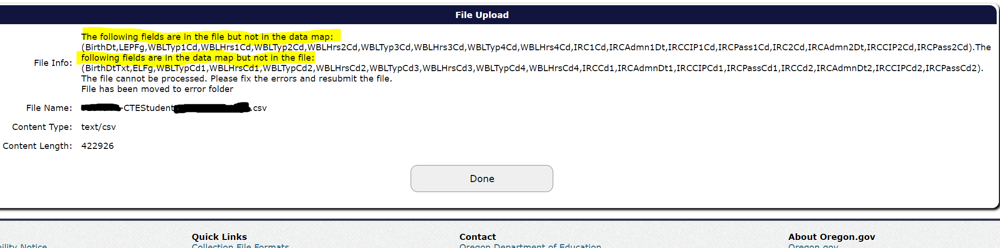 File Upload
The following fields are in the file but not in the data map:
(BirthDt,LEPFg,WBLTyp1Cd,WBLHrs1Cd,WBLTyp2Cd,WBLHrs2Cd,WBLTyp3Cd,WBLHrs3Cd,WBLTyp4Cd,WBLHrs4Cd,IRC1Cd,IRCAdmn1Dt,IRCCIP1Cd,IRCPass1Cd,IRC2Cd,IRCAdmn2Dt,IRCCIP2Cd,IRCPass2Cd).The
File Info: following fields are in the data map but not in the file:
(BirthDtTxt,ELFg,WBLTypCd1,WBLHrsCd1,WBLTypCd2,WBLHrsCd2,WBLTypCd3,WBLHrsCd3,WBLTypCd4,WBLHrsCd4,IRCCd1,IRCAdmnDt1,IRCCIPCd1,IRCPassCd1,IRCCd2,IRCAdmnDt2,IRCCIPCd2,IRCPassCd2).
The file cannot be processed. Please fix the errors and resubmit the file.
File has been moved to error folder
File Name: -CTEStudent .csv
Content Type: text/csv
Content Length: 422926
Done
Quick Links
Contact
About Oregon.gov
bility Notice
Collection File Formats
Oregon Department of Education
Oregon.gov